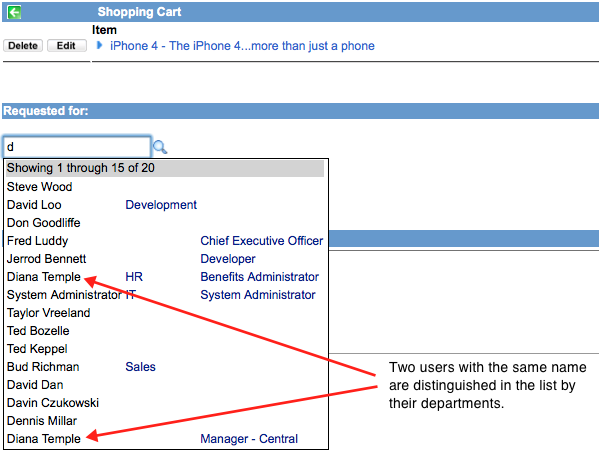 Shopping Cart
Item
Delete Edit iPhone 4 - The iPhone 4...more than just a phone
Requested for:
d
Showing 1 through 15 of 20
Steve Wood
David Loo Development
Don Goodliffe
Fred Luddy Chief Executive Officer
Jerrod Bennett Developer
Diana Temple HR Benefits Administrator
System Administrator IT System Administrator
Taylor Vreeland
Ted Bozelle
Ted Keppel
Bud Richman Sales
David Dan
Davin Czukowski
Dennis Millar
Diana Temple Manager - Central
Two users with the same name
are distinguished in the list by
their departments.